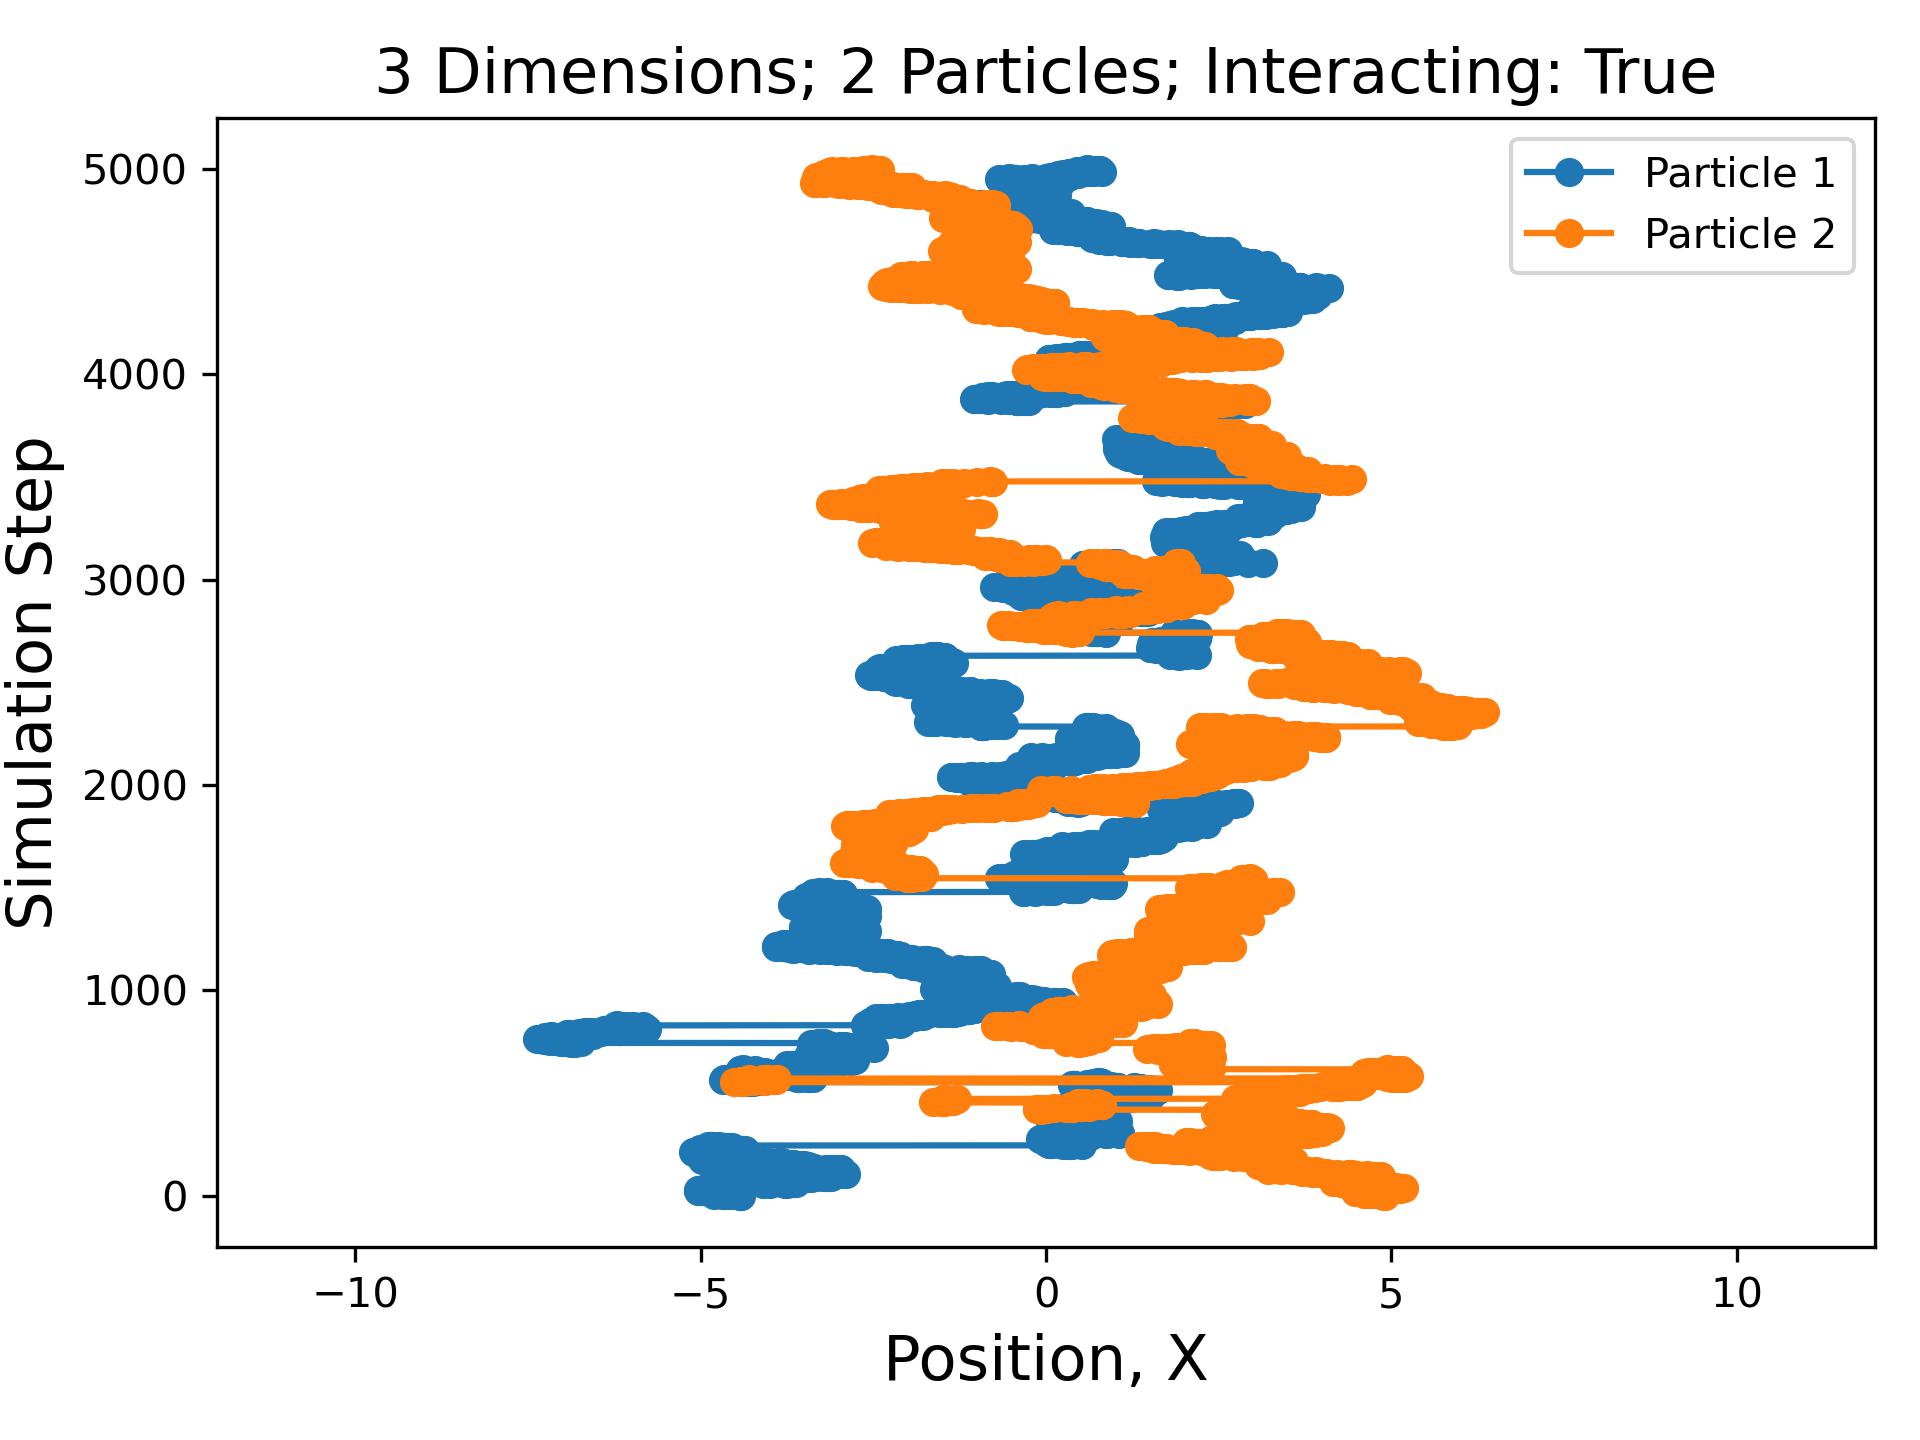 3 Dimensions; 2 Particles; Interacting: True
Particle 1
Particle 2
5000
4000
3000
2000
1000
0
Simulation Step
−10
−5
0
5
10
Position, X